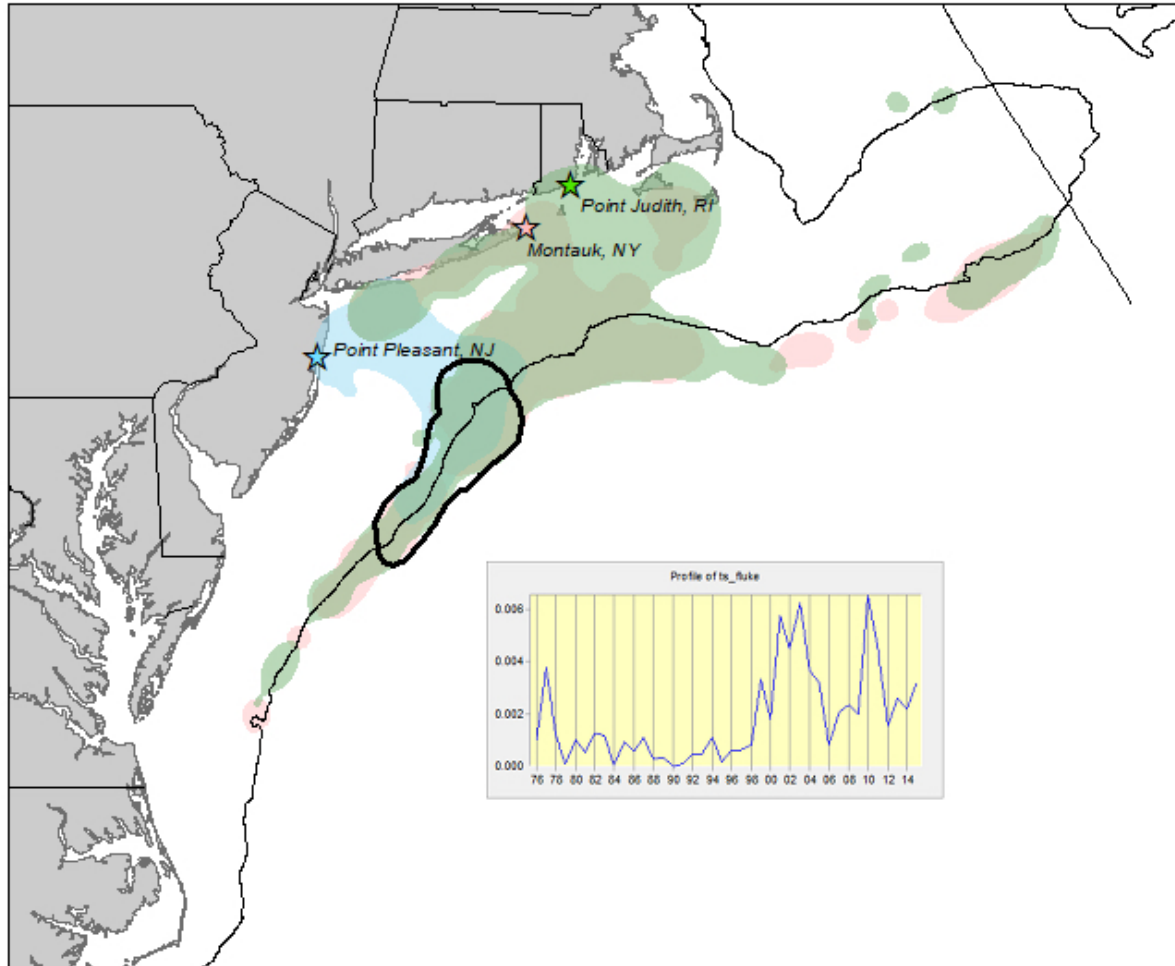 Point Judith, RI
Montauk, NY
Point Pleasant, NJ
Profile of ts_fluke
0.006
0.004
0.002
0.000
76 78 80 82 84 86 88 90 92 94 96 98 00 02 04 06 08 10 12 14